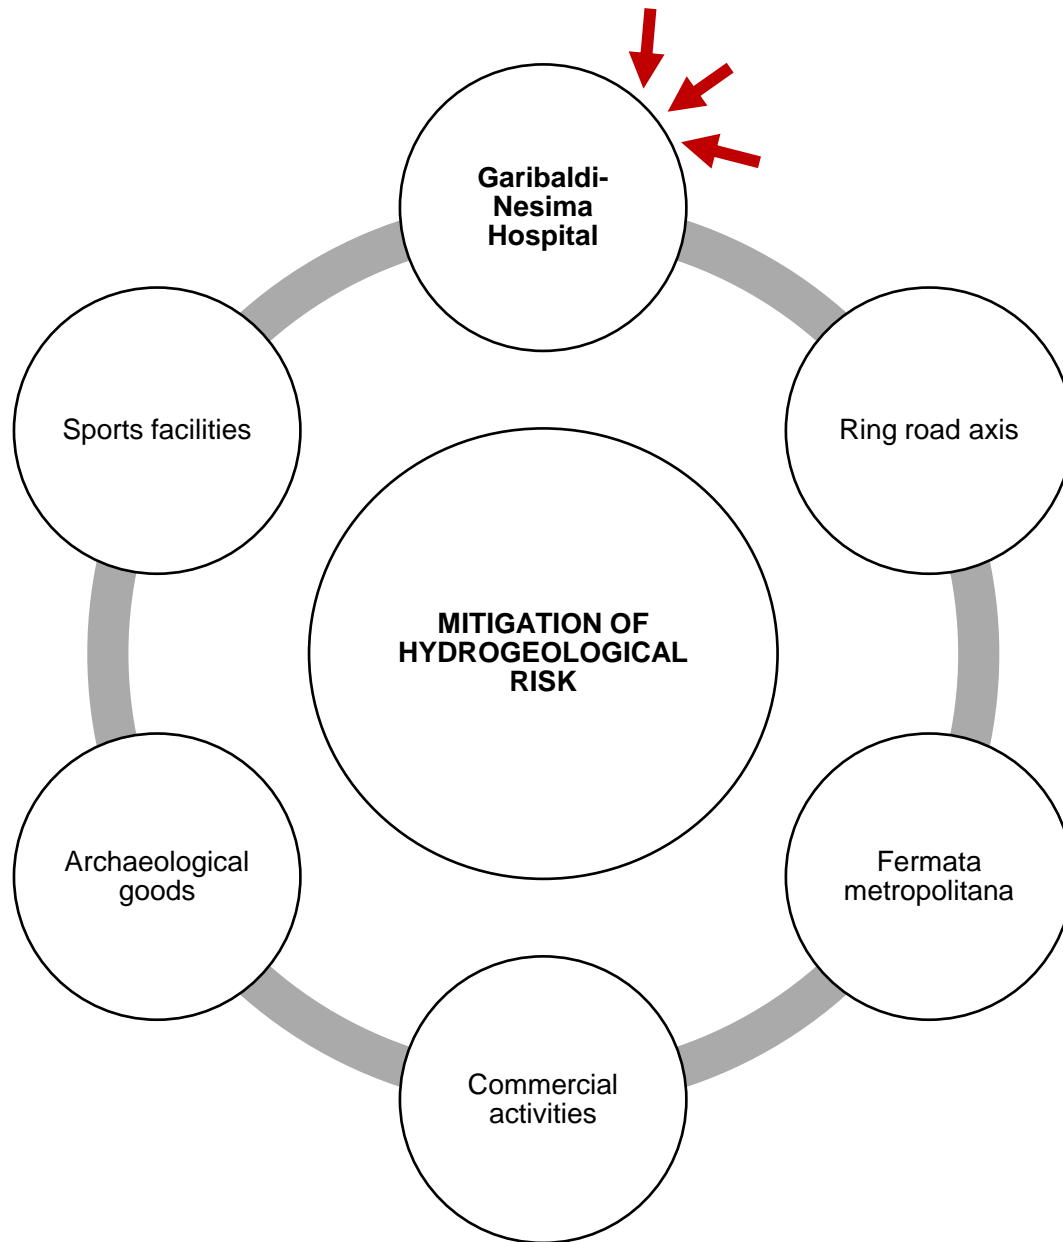 Garibaldi-
Nesima
Hospital
Sports facilities
Ring road axis
MITIGATION OF
HYDROGEOLOGICAL
RISK
Archaeological
goods
Fermata
metropolitana
Commercial
activities